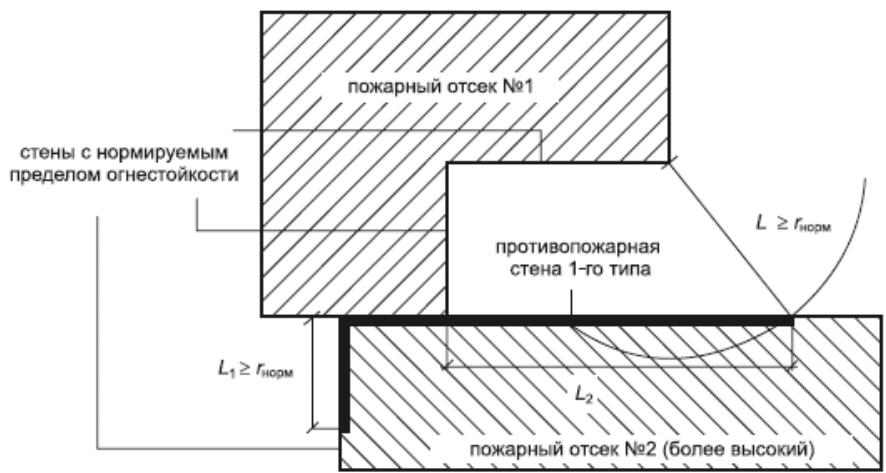 пожарный отсек №1
стены с нормируемым
пределом огнестойкости
L ≥ rнорм
противопожарная
стена 1-го типа
L1 ≥ rнорм
L2
пожарный отсек №2 (более высокий)